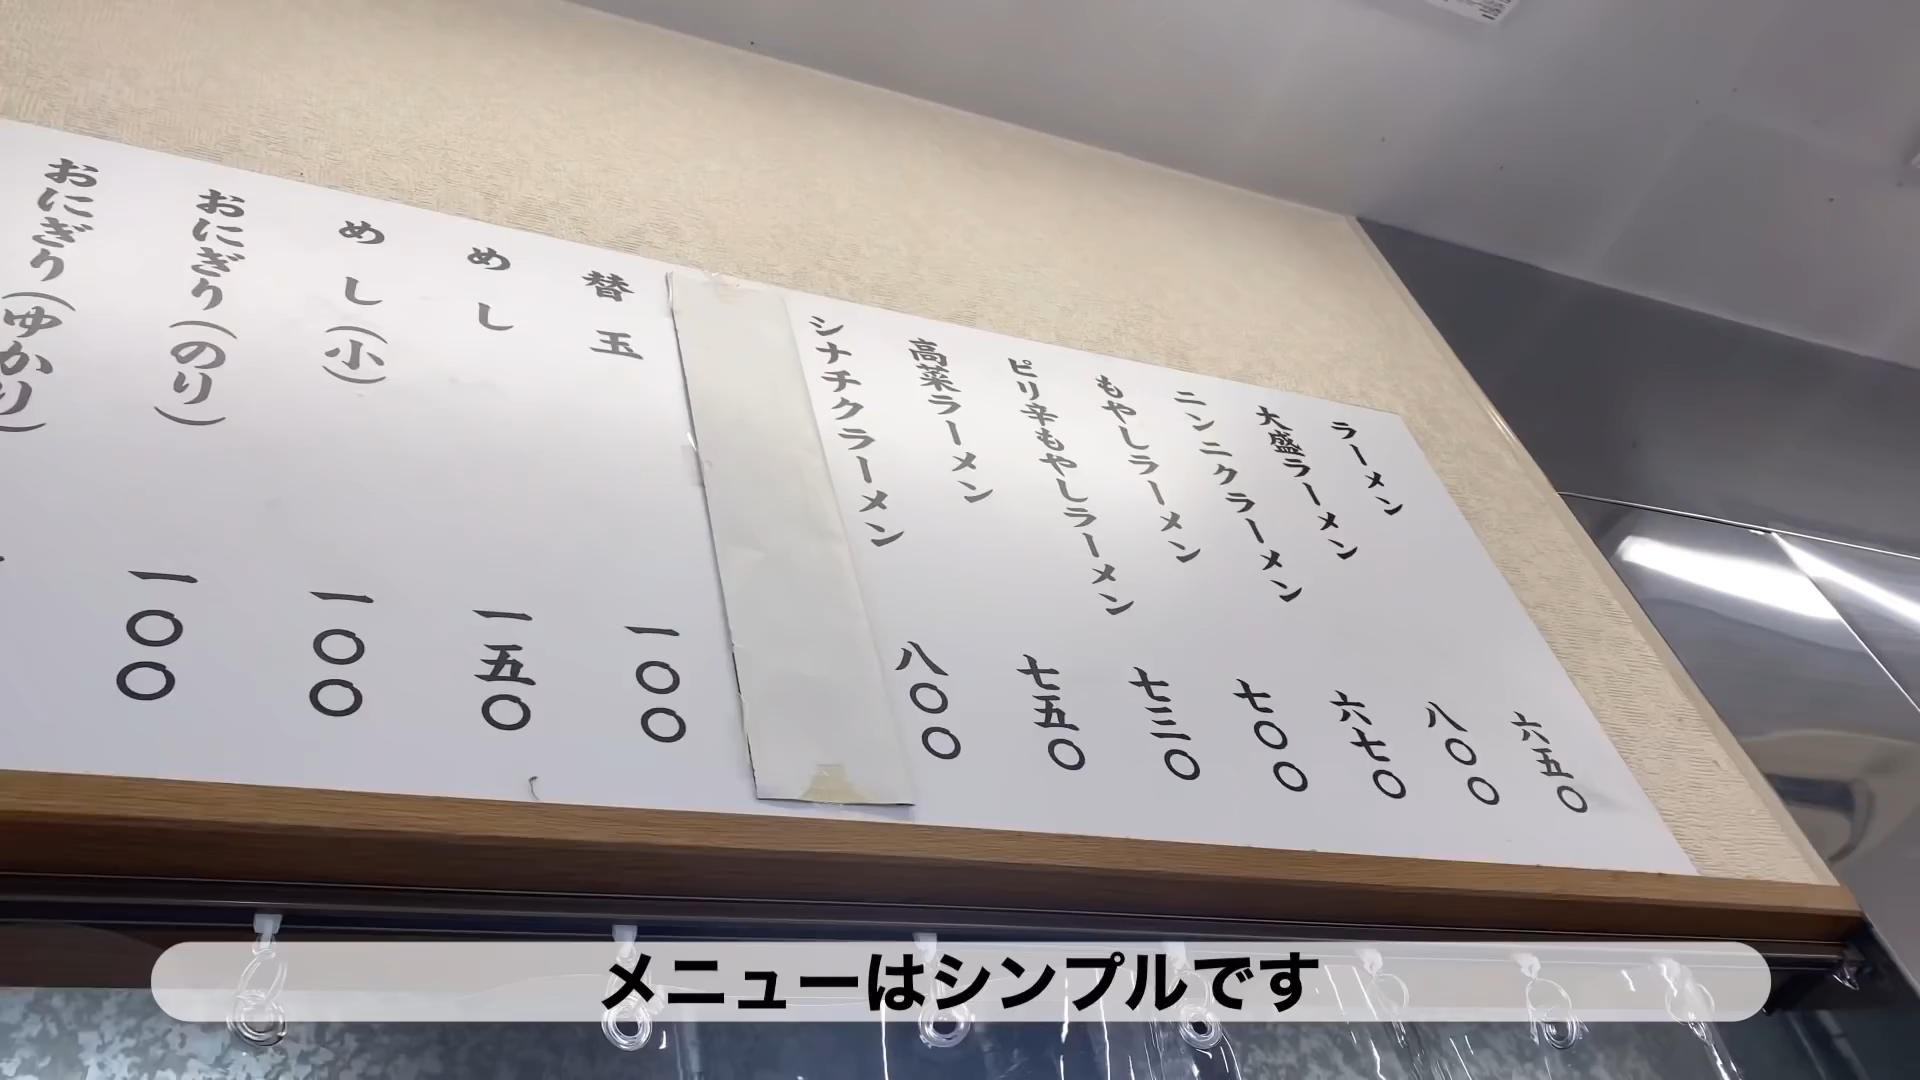 ラーメン 六五〇
大盛ラーメン 八〇〇
ニンニクラーメン 六七〇
もやしラーメン 七〇〇
ピリ辛もやしラーメン 七三〇
高菜ラーメン 七五〇
シナチクラーメン 八〇〇
替玉 一〇〇
めし 一五〇
めし(小) 一〇〇
おにぎり(のり) 一〇〇
おにぎり(ゆかり)
メニューはシンプルです